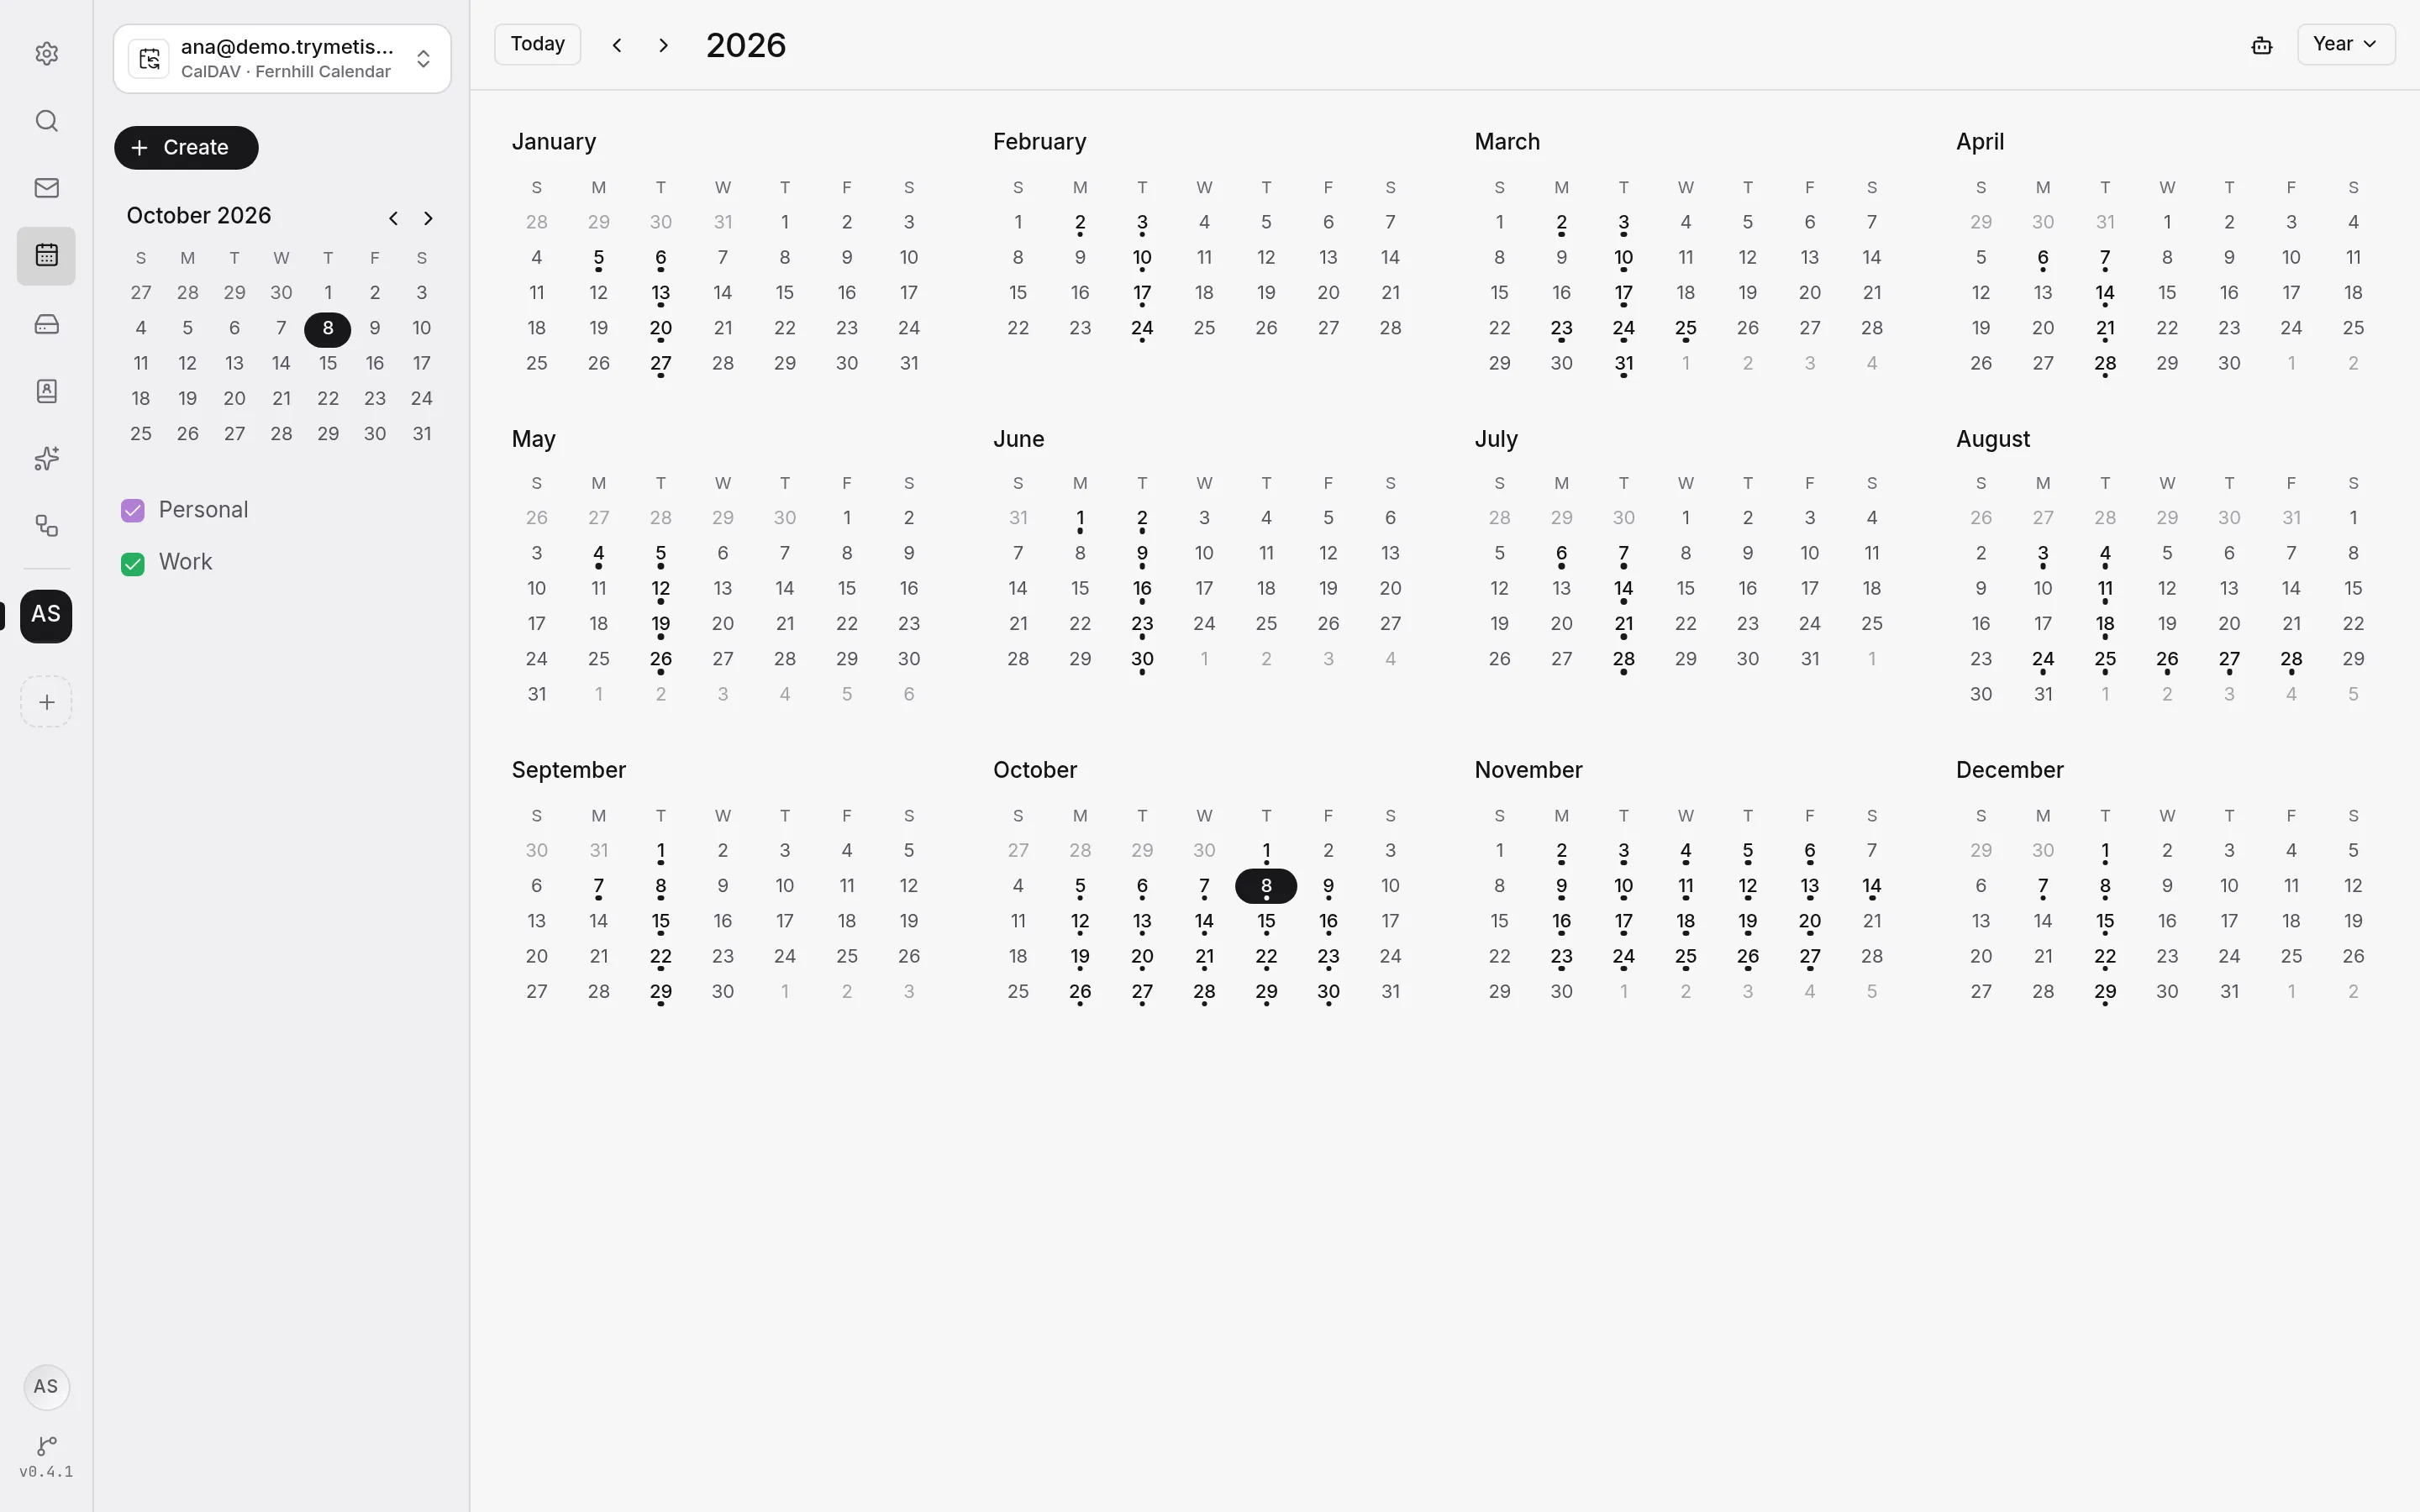 ana@demo.trymetis...
CalDAV · Fernhill Calendar
Create
October 2026
S M T W T F S
27 28 29 30 1 2 3
4 5 6 7 8 9 10
11 12 13 14 15 16 17
18 19 20 21 22 23 24
25 26 27 28 29 30 31
Personal
Work
AS
AS
v0.4.1
Today
2026
Year
January
S M T W T F S
28 29 30 31 1 2 3
4 5 6 7 8 9 10
11 12 13 14 15 16 17
18 19 20 21 22 23 24
25 26 27 28 29 30 31
February
S M T W T F S
1 2 3 4 5 6 7
8 9 10 11 12 13 14
15 16 17 18 19 20 21
22 23 24 25 26 27 28
March
S M T W T F S
1 2 3 4 5 6 7
8 9 10 11 12 13 14
15 16 17 18 19 20 21
22 23 24 25 26 27 28
29 30 31 1 2 3 4
April
S M T W T F S
29 30 31 1 2 3 4
5 6 7 8 9 10 11
12 13 14 15 16 17 18
19 20 21 22 23 24 25
26 27 28 29 30 1 2
May
S M T W T F S
26 27 28 29 30 1 2
3 4 5 6 7 8 9
10 11 12 13 14 15 16
17 18 19 20 21 22 23
24 25 26 27 28 29 30
31 1 2 3 4 5 6
June
S M T W T F S
31 1 2 3 4 5 6
7 8 9 10 11 12 13
14 15 16 17 18 19 20
21 22 23 24 25 26 27
28 29 30 1 2 3 4
July
S M T W T F S
28 29 30 1 2 3 4
5 6 7 8 9 10 11
12 13 14 15 16 17 18
19 20 21 22 23 24 25
26 27 28 29 30 31 1
August
S M T W T F S
26 27 28 29 30 31 1
2 3 4 5 6 7 8
9 10 11 12 13 14 15
16 17 18 19 20 21 22
23 24 25 26 27 28 29
30 31 1 2 3 4 5
September
S M T W T F S
30 31 1 2 3 4 5
6 7 8 9 10 11 12
13 14 15 16 17 18 19
20 21 22 23 24 25 26
27 28 29 30 1 2 3
October
S M T W T F S
27 28 29 30 1 2 3
4 5 6 7 8 9 10
11 12 13 14 15 16 17
18 19 20 21 22 23 24
25 26 27 28 29 30 31
November
S M T W T F S
1 2 3 4 5 6 7
8 9 10 11 12 13 14
15 16 17 18 19 20 21
22 23 24 25 26 27 28
29 30 1 2 3 4 5
December
S M T W T F S
29 30 1 2 3 4 5
6 7 8 9 10 11 12
13 14 15 16 17 18 19
20 21 22 23 24 25 26
27 28 29 30 31 1 2